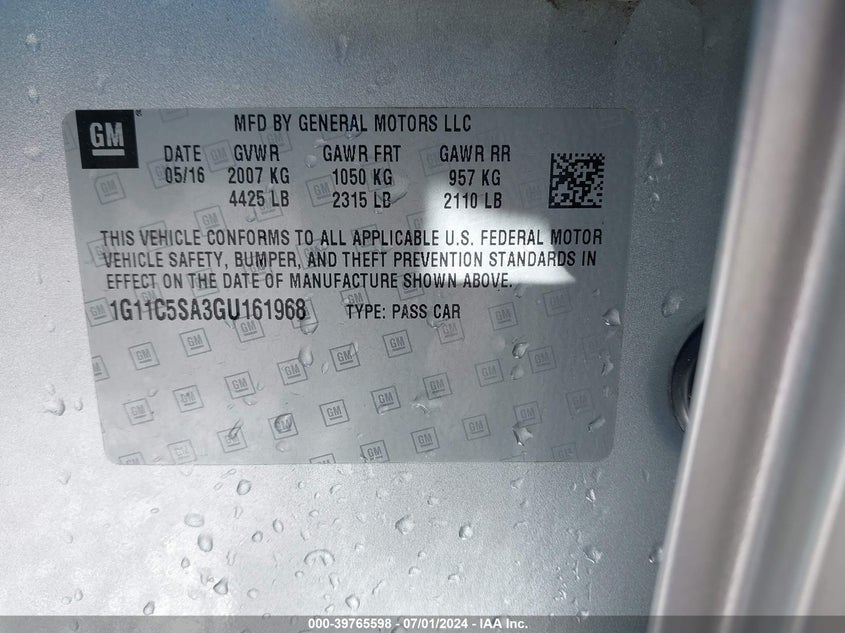 GM ®
MFD BY GENERAL MOTORS LLC
DATE GVWR GAWR FRT GAWR RR
05/16 2007 KG 1050 KG 957 KG
4425 LB 2315 LB 2110 LB
THIS VEHICLE CONFORMS TO ALL APPLICABLE U.S. FEDERAL MOTOR
VEHICLE SAFETY, BUMPER, AND THEFT PREVENTION STANDARDS IN
EFFECT ON THE DATE OF MANUFACTURE SHOWN ABOVE.
1G11C5SA3GU161968 TYPE: PASS CAR
000-39765598 - 07/01/2024 - IAA Inc.